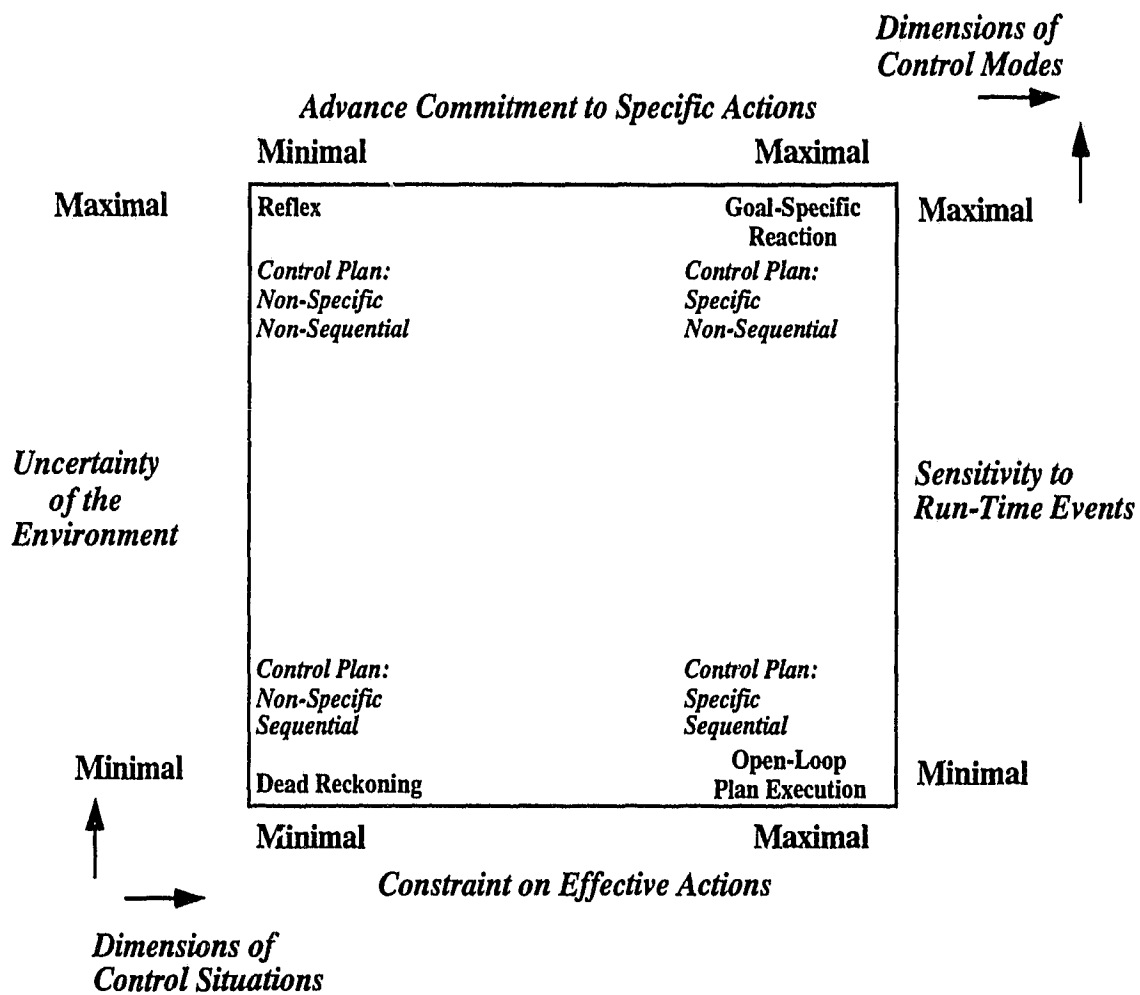 Dimensions of
Control Modes
Advance Commitment to Specific Actions
Minimal
Maximal
Maximal
Reflex
Goal-Specific
Reaction
Maximal
Control Plan:
Non-Specific
Non-Sequential
Control Plan:
Specific
Non-Sequential
Uncertainty
of the
Environment
Sensitivity to
Run-Time Events
Control Plan:
Non-Specific
Sequential
Control Plan:
Specific
Sequential
Minimal
Dead Reckoning
Open-Loop
Plan Execution
Minimal
Minimal
Maximal
Constraint on Effective Actions
Dimensions of
Control Situations